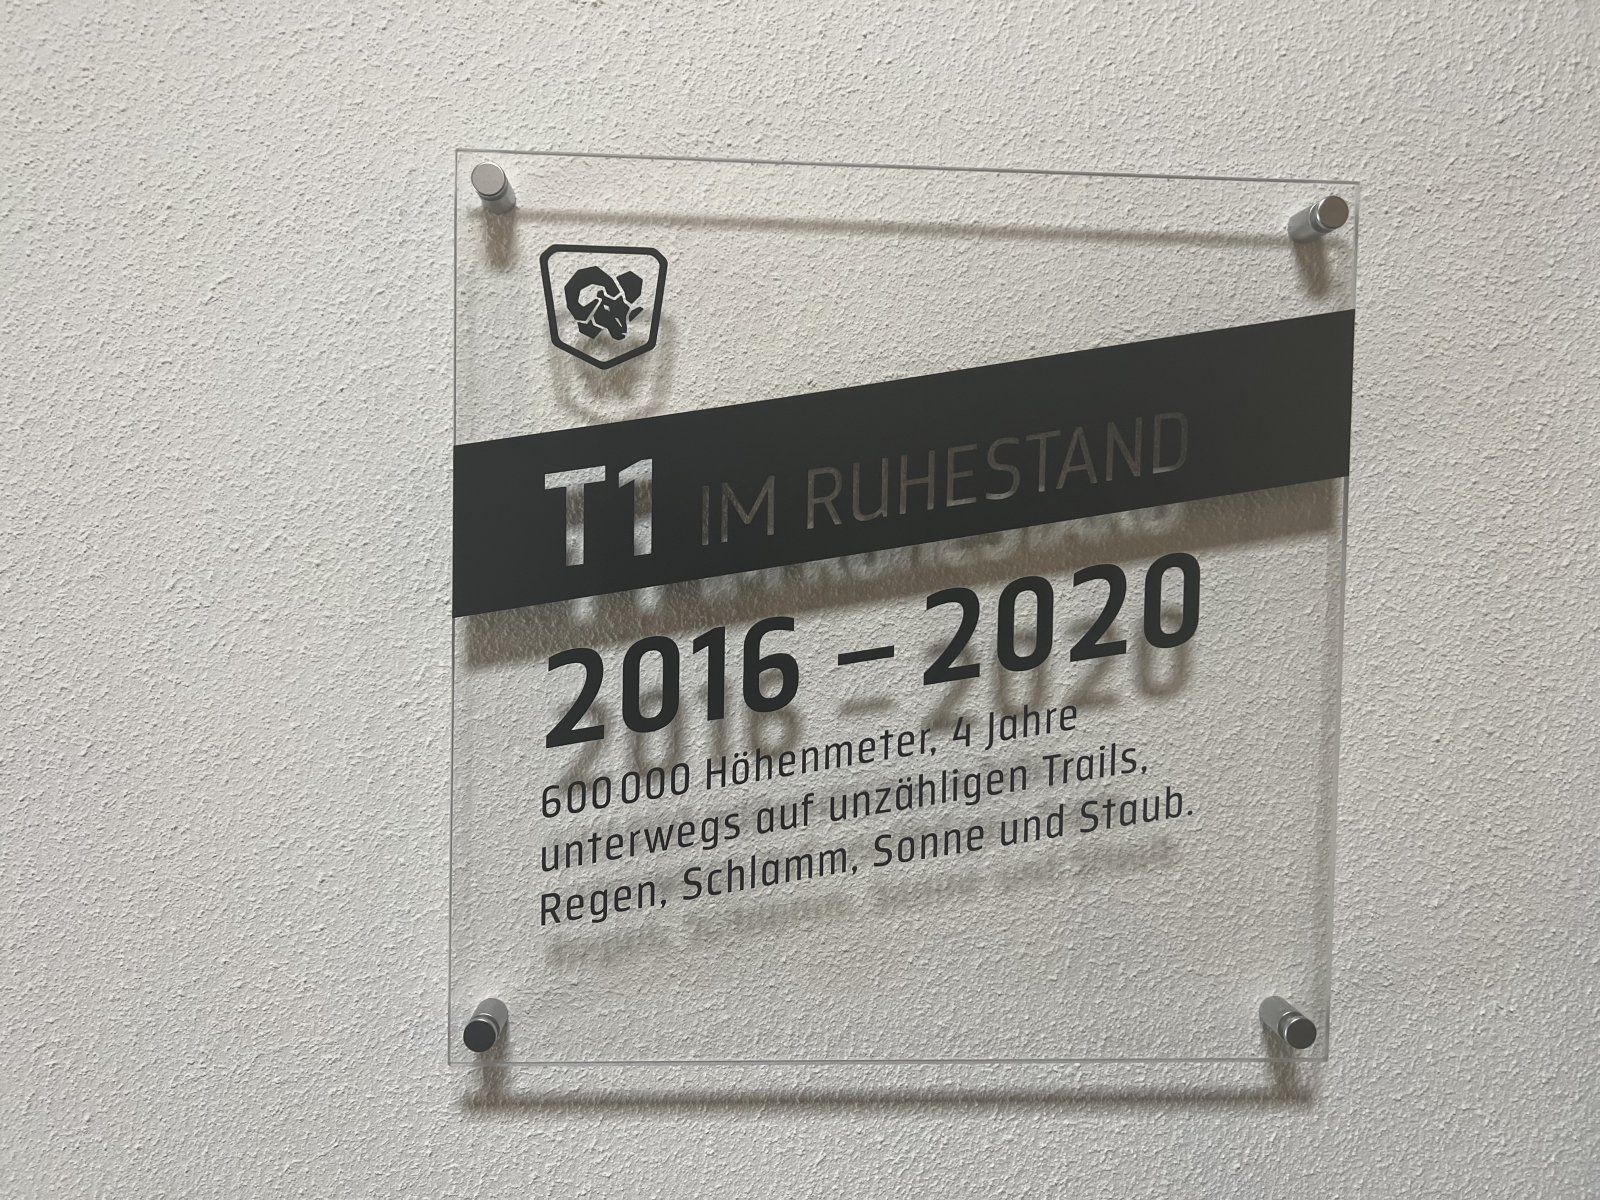 T1 IM RUHESTAND
2016 – 2020
600 000 Höhenmeter, 4 Jahre
unterwegs auf unzähligen Trails,
Regen, Schlamm, Sonne und Staub.